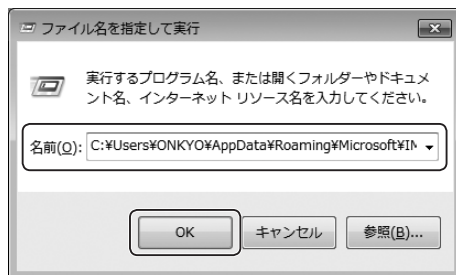 ファイル名を指定して実行
実行するプログラム名、または開くフォルダーやドキュメ
ント名、インターネット リソース名を入力してください。
名前(O): C:¥Users¥ONKYO¥AppData¥Roaming¥Microsoft¥IN
OK キャンセル 参照(B)...